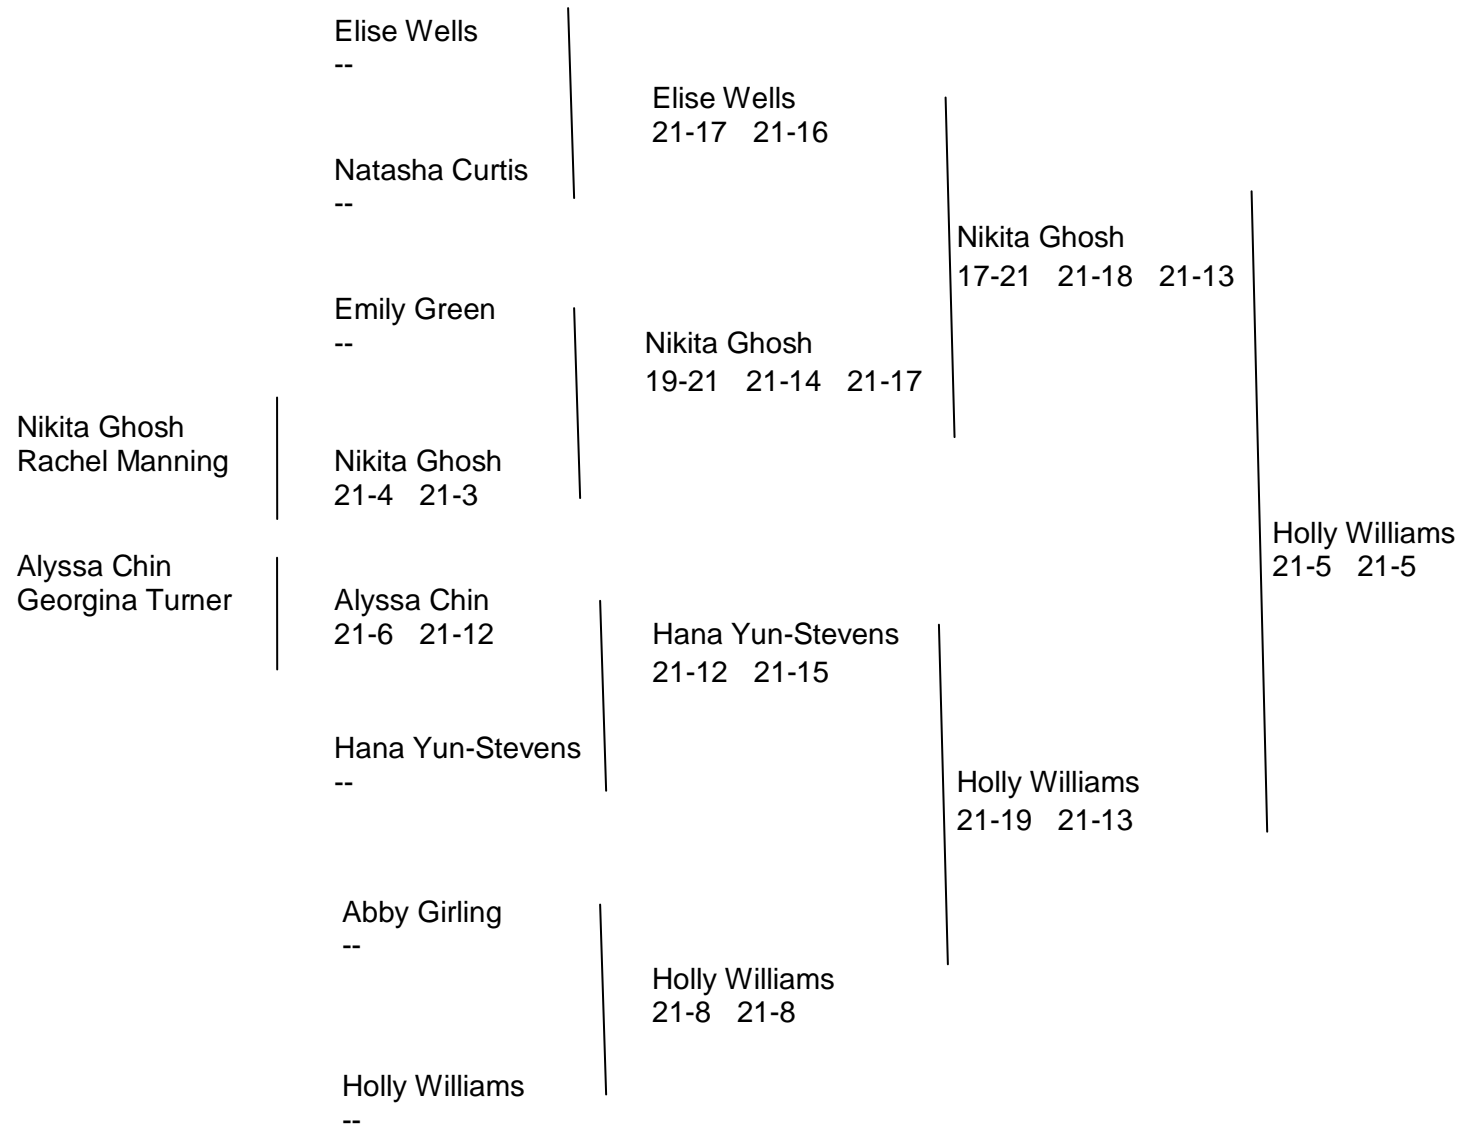 Elise Wells
--
Elise Wells
21-17 21-16
Natasha Curtis
--
Nikita Ghosh
17-21 21-18 21-13
Emily Green
--
Nikita Ghosh
19-21 21-14 21-17
Nikita Ghosh
Rachel Manning
Nikita Ghosh
21-4 21-3
Holly Williams
21-5 21-5
Alyssa Chin
Georgina Turner
Alyssa Chin
21-6 21-12
Hana Yun-Stevens
21-12 21-15
Hana Yun-Stevens
--
Holly Williams
21-19 21-13
Abby Girling
--
Holly Williams
21-8 21-8
Holly Williams
--